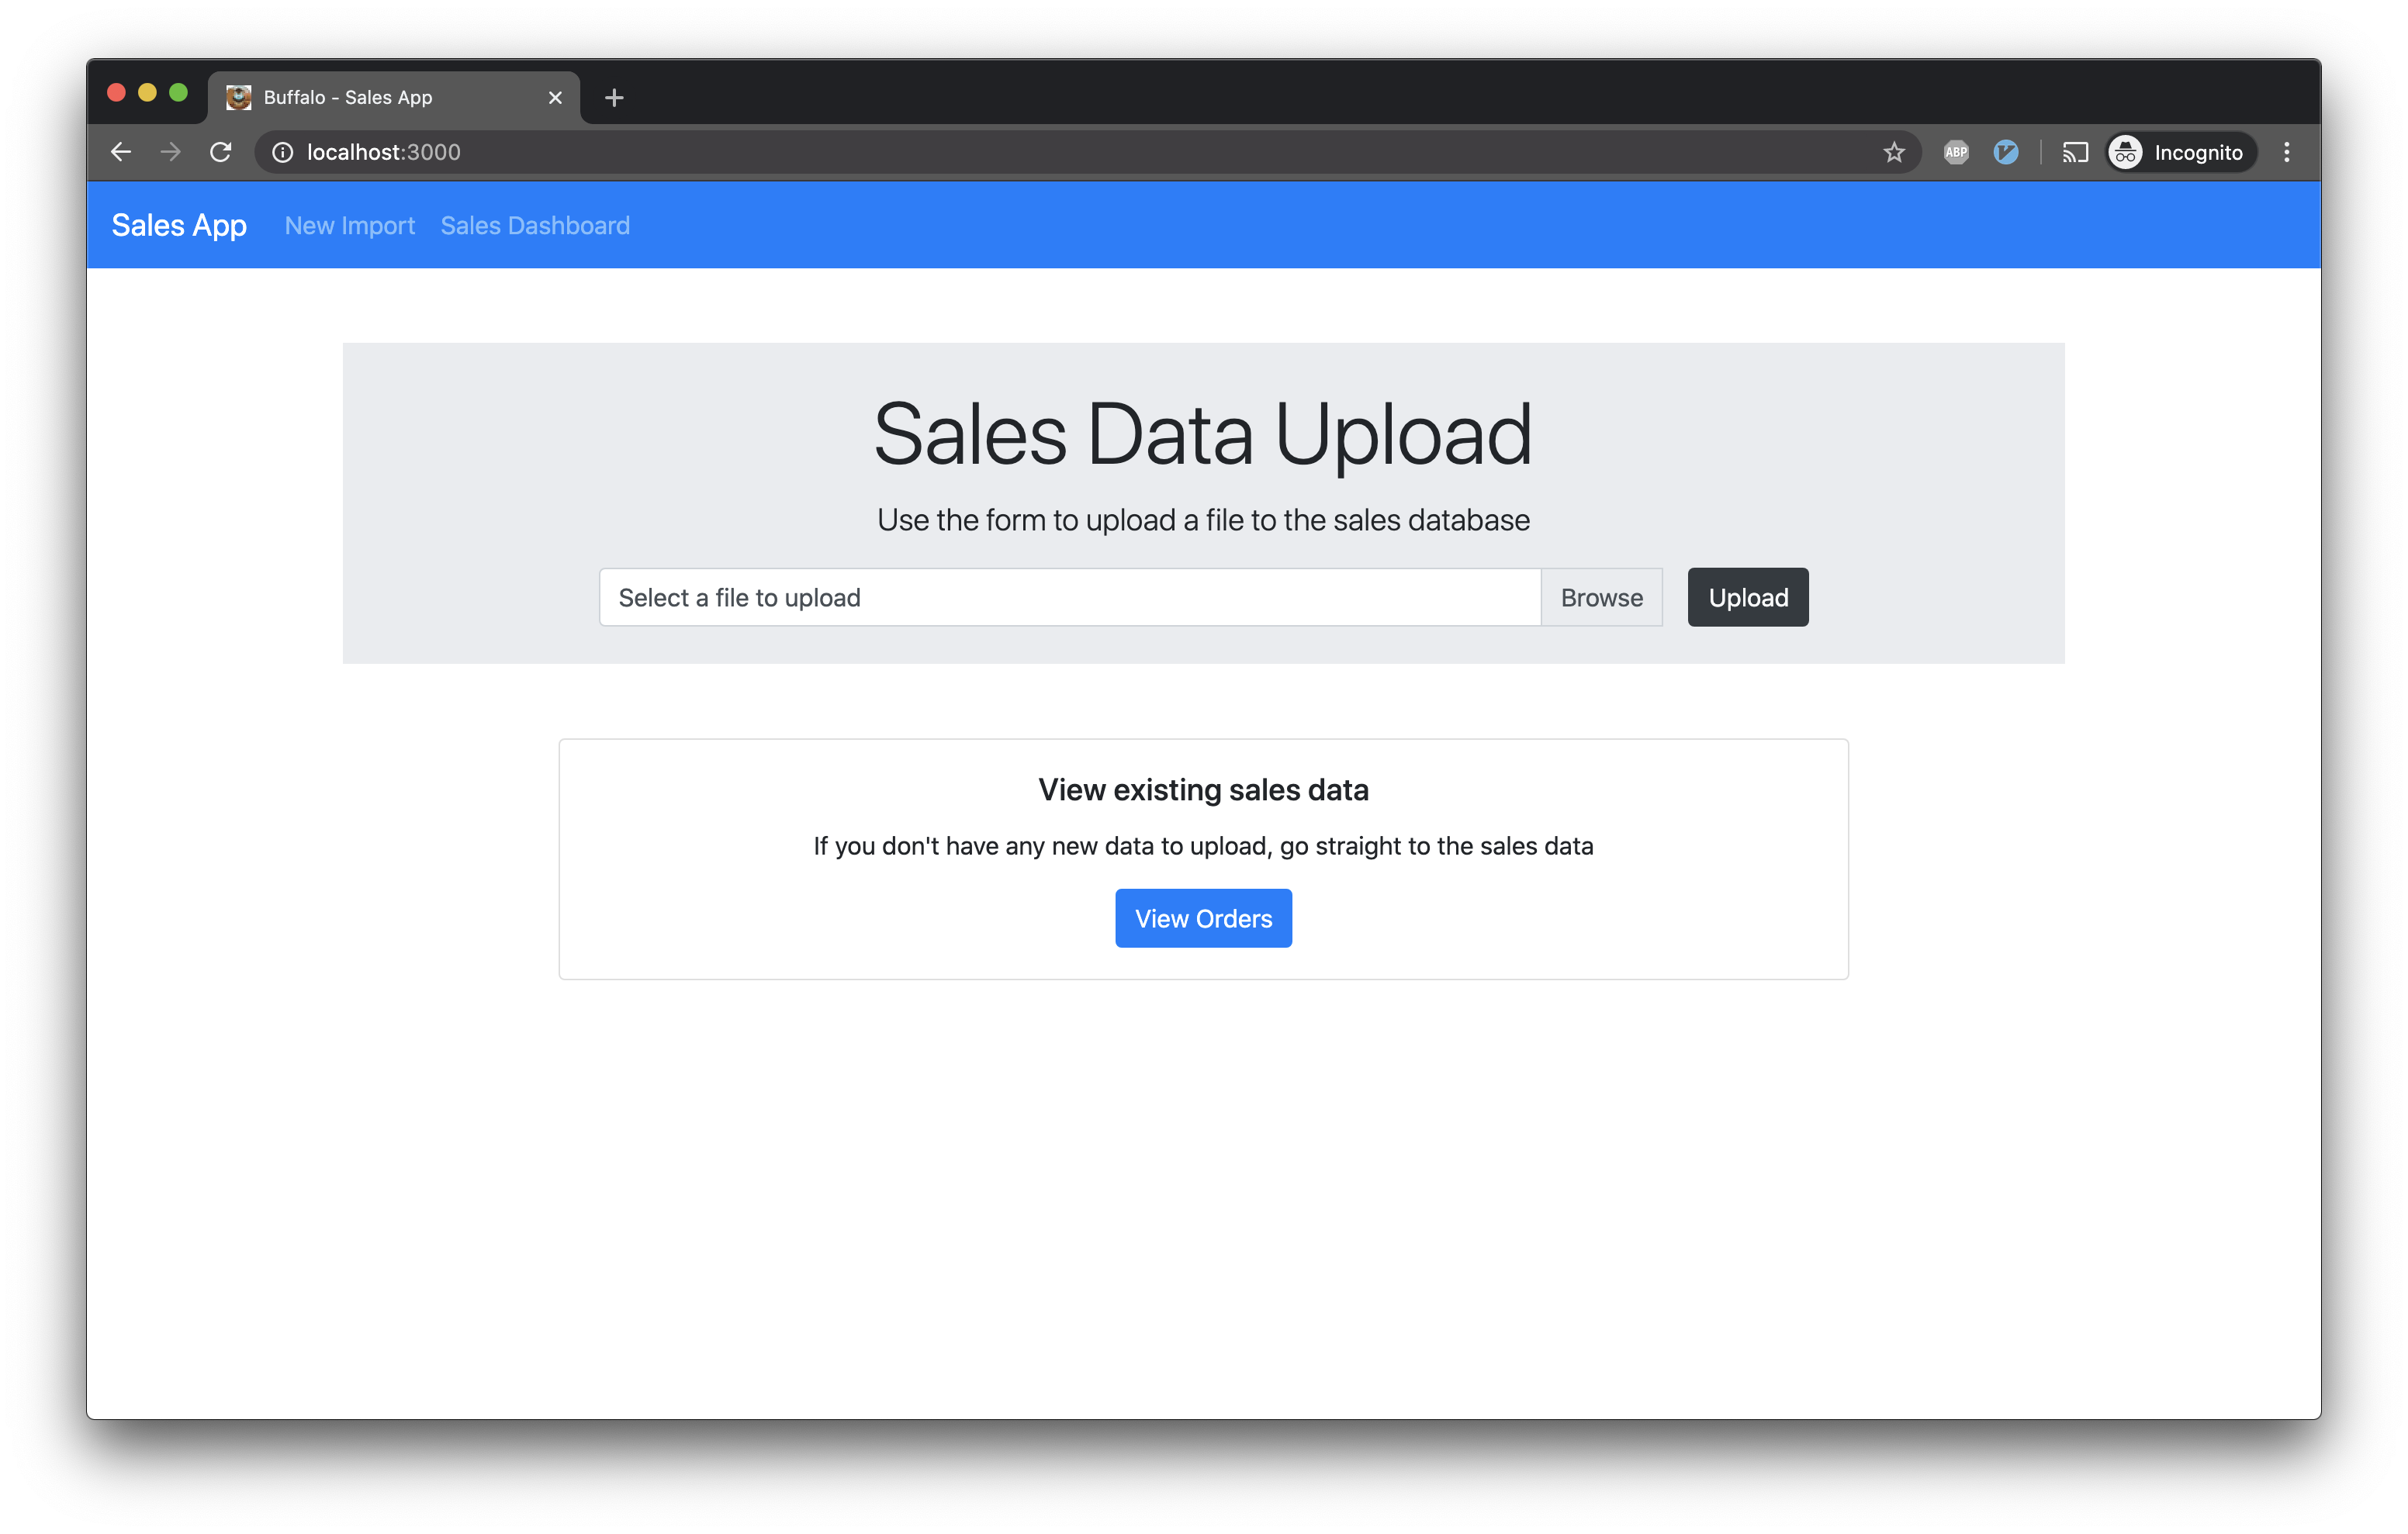 Buffalo - Sales App
localhost:3000
ABP
Incognito
Sales App New Import Sales Dashboard
Sales Data Upload
Use the form to upload a file to the sales database
Select a file to upload Browse Upload
View existing sales data
If you don't have any new data to upload, go straight to the sales data
View Orders